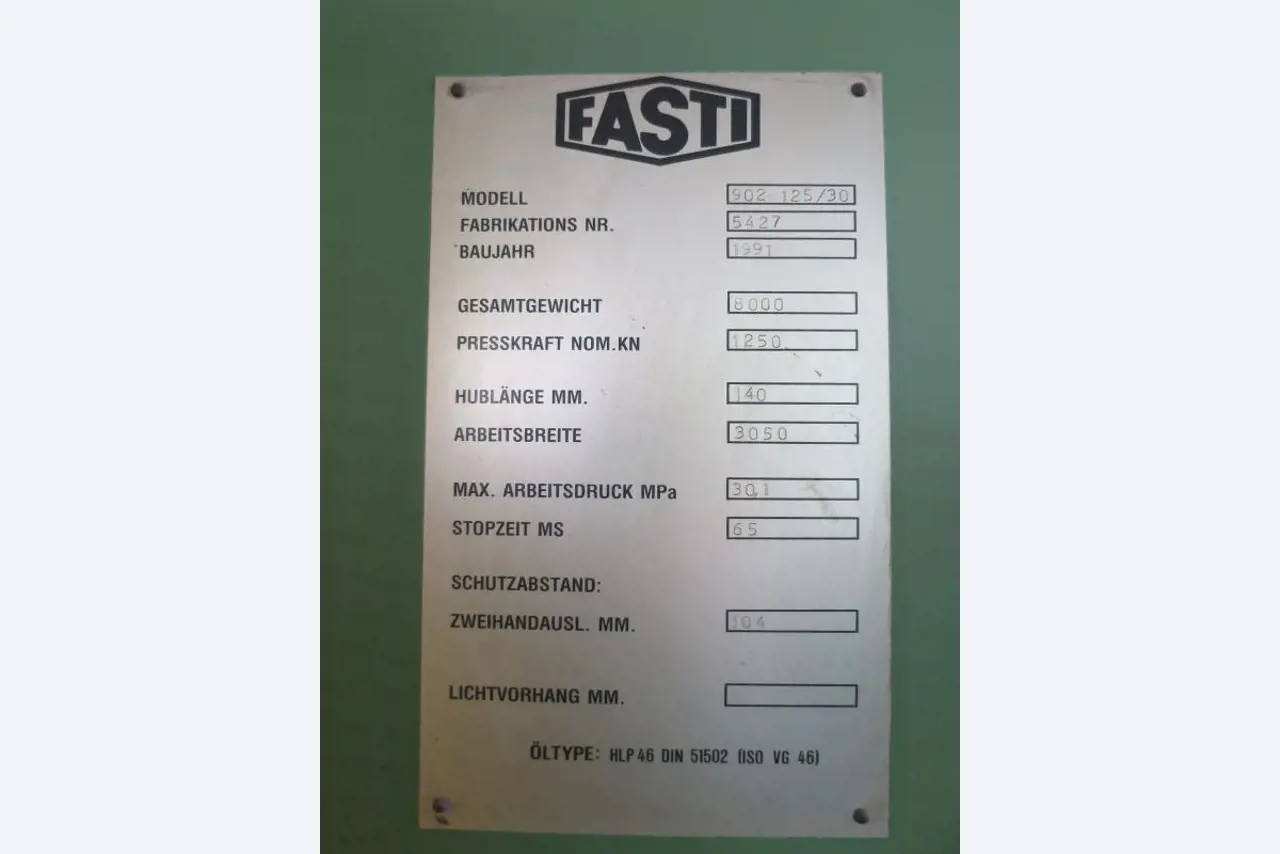 FASTI
MODELL 902-125/30
FABRIKATIONS NR. 5427
BAUJAHR 1991
GESAMTGEWICHT 8000
PRESSKRAFT NOM.KN 1250
HUBLÄNGE MM. 140
ARBEITSBREITE 3050
MAX. ARBEITSDRUCK MPa 30,1
STOPZEIT MS 65
SCHUTZABSTAND:
ZWEIHANDAUSL. MM. 104
LICHTVORHANG MM.
ÖLTYPE: HLP46 DIN 51502 (ISO VG 46)